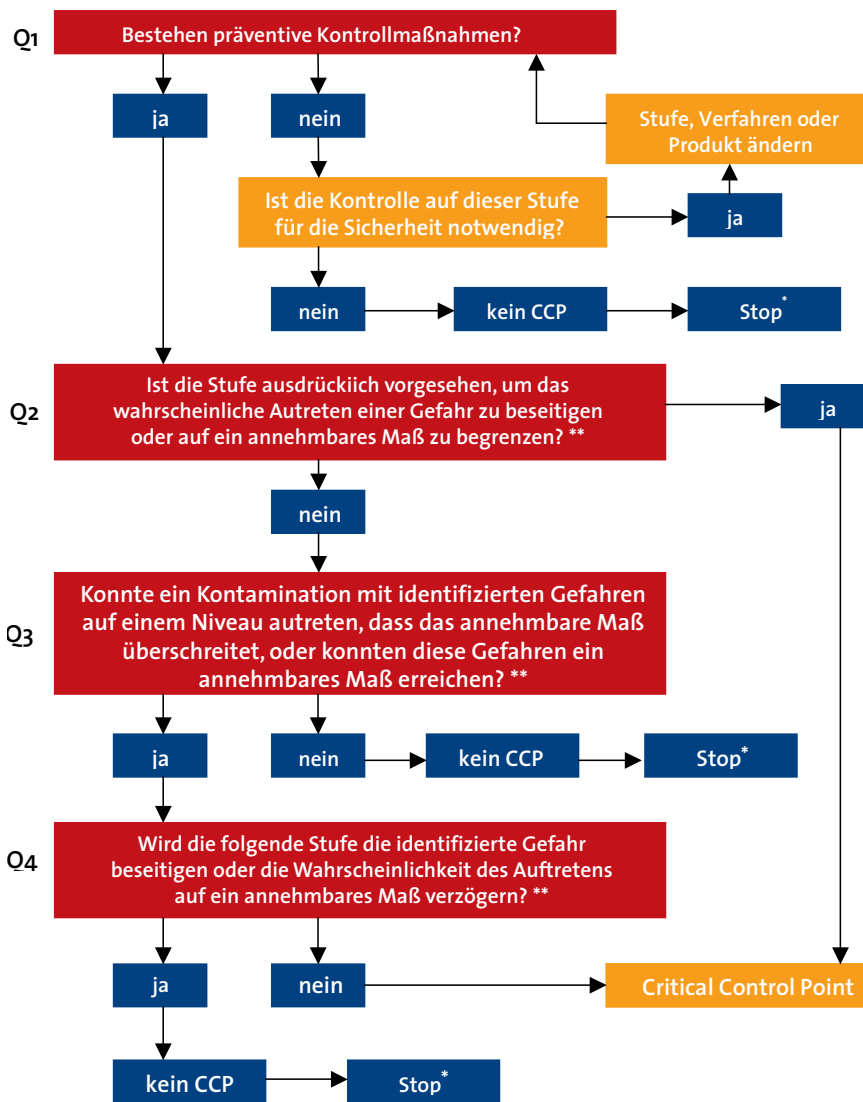 Q1
Bestehen präventive Kontrollmaßnahmen?
ja
nein
Stufe, Verfahren oder
Produkt ändern
Ist die Kontrolle auf dieser Stufe
für die Sicherheit notwendig?
ja
nein
kein CCP
Stop*
Q2
Ist die Stufe ausdrückiich vorgesehen, um das
wahrscheinliche Autreten einer Gefahr zu beseitigen
oder auf ein annehmbares Maß zu begrenzen? **
ja
nein
Q3
Konnte ein Kontamination mit identifizierten Gefahren
auf einem Niveau autreten, dass das annehmbare Maß
überschreitet, oder konnten diese Gefahren ein
annehmbares Maß erreichen? **
ja
nein
kein CCP
Stop*
Q4
Wird die folgende Stufe die identifizierte Gefahr
beseitigen oder die Wahrscheinlichkeit des Auftretens
auf ein annehmbares Maß verzögern? **
ja
nein
Critical Control Point
kein CCP
Stop*